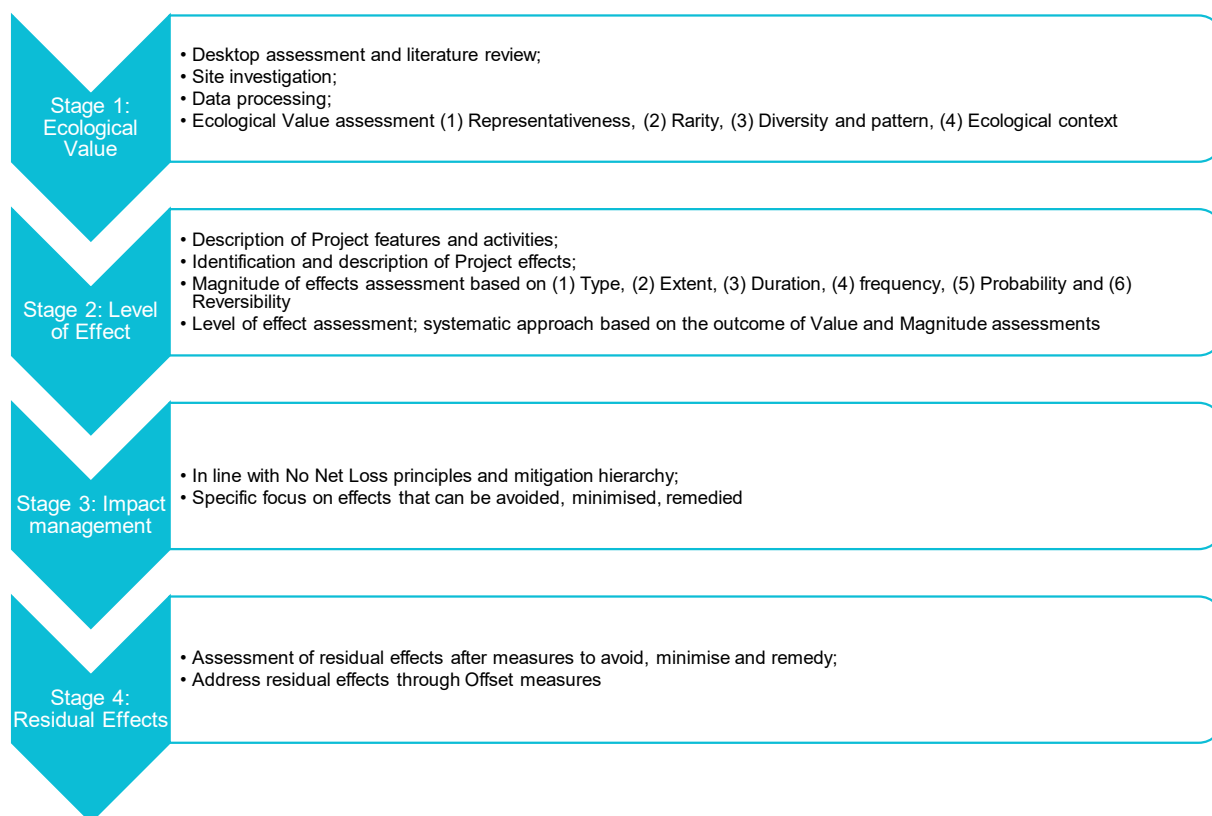 Stage 1:
Ecological
Value
• Desktop assessment and literature review;
• Site investigation;
• Data processing;
• Ecological Value assessment (1) Representativeness, (2) Rarity, (3) Diversity and pattern, (4) Ecological context
Stage 2: Level
of Effect
• Description of Project features and activities;
• Identification and description of Project effects;
• Magnitude of effects assessment based on (1) Type, (2) Extent, (3) Duration, (4) frequency, (5) Probability and (6)
Reversibility
• Level of effect assessment; systematic approach based on the outcome of Value and Magnitude assessments
Stage 3: Impact
management
• In line with No Net Loss principles and mitigation hierarchy;
• Specific focus on effects that can be avoided, minimised, remedied
Stage 4:
Residual Effects
• Assessment of residual effects after measures to avoid, minimise and remedy;
• Address residual effects through Offset measures